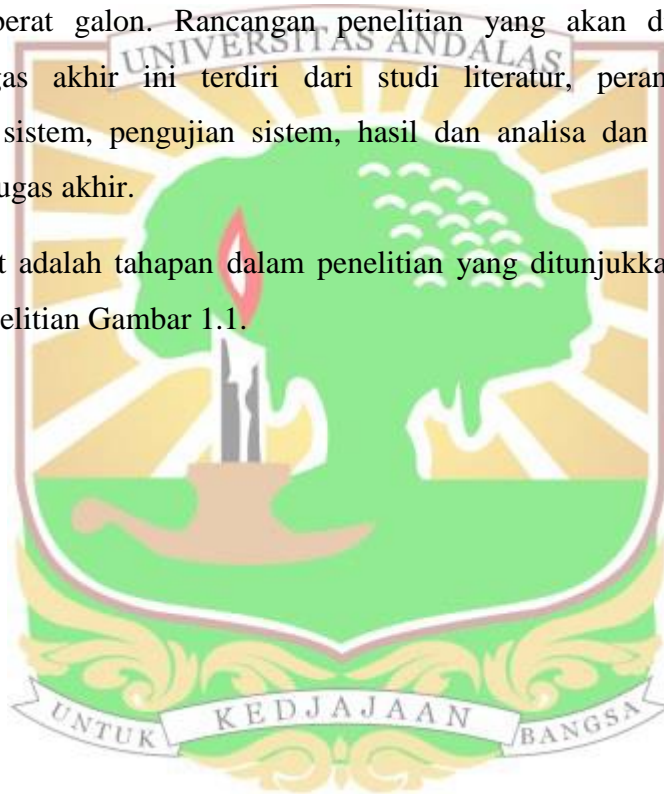 berat galon. Rancangan penelitian yang akan d
UNIVERSITAS ANDALAS
gas akhir ini terdiri dari studi literatur, peran
sistem, pengujian sistem, hasil dan analisa dan
ugas akhir.
t adalah tahapan dalam penelitian yang ditunjukka
elitian Gambar 1.1.
UNTUK KEDJAJAAN BANGSA